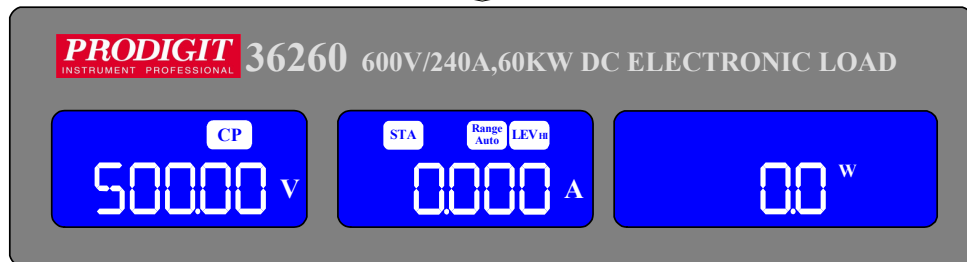 PRODIGIT
INSTRUMENT PROFESSIONAL
36260 600V/240A,60KW DC ELECTRONIC LOAD
CP
STA Range Auto LEV HI
500.00 V
0.000 A
0.0 W